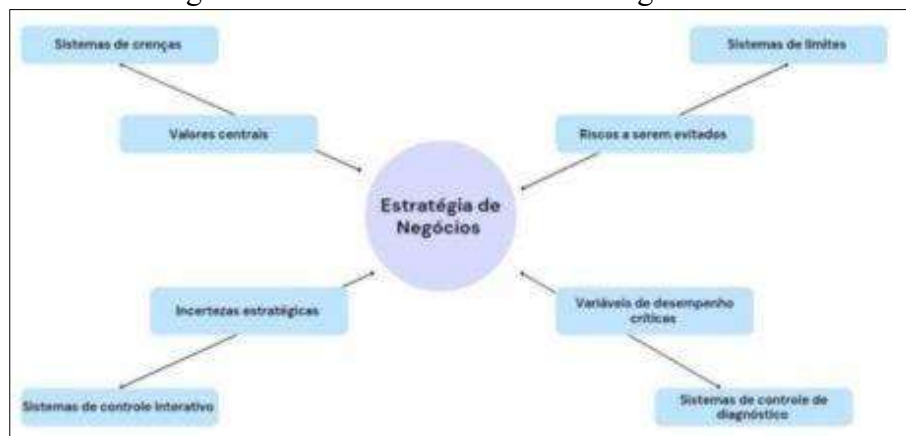 Sistemas de crenças
Sistemas de limites
Valores centrais
Riscos a serem evitados
Estratégia de
Negócios
Incertezas estratégicas
Variáveis de desempenho
críticas
Sistemas de controle interativo
Sistemas de controle de
diagnóstico